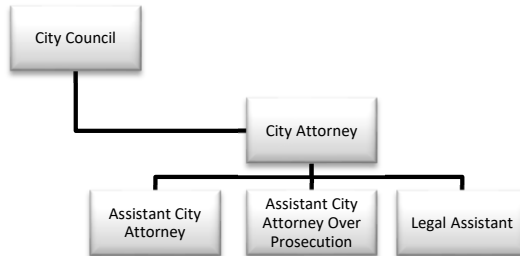 City Council
City Attorney
Assistant City
Attorney
Assistant City
Attorney Over
Prosecution
Legal Assistant